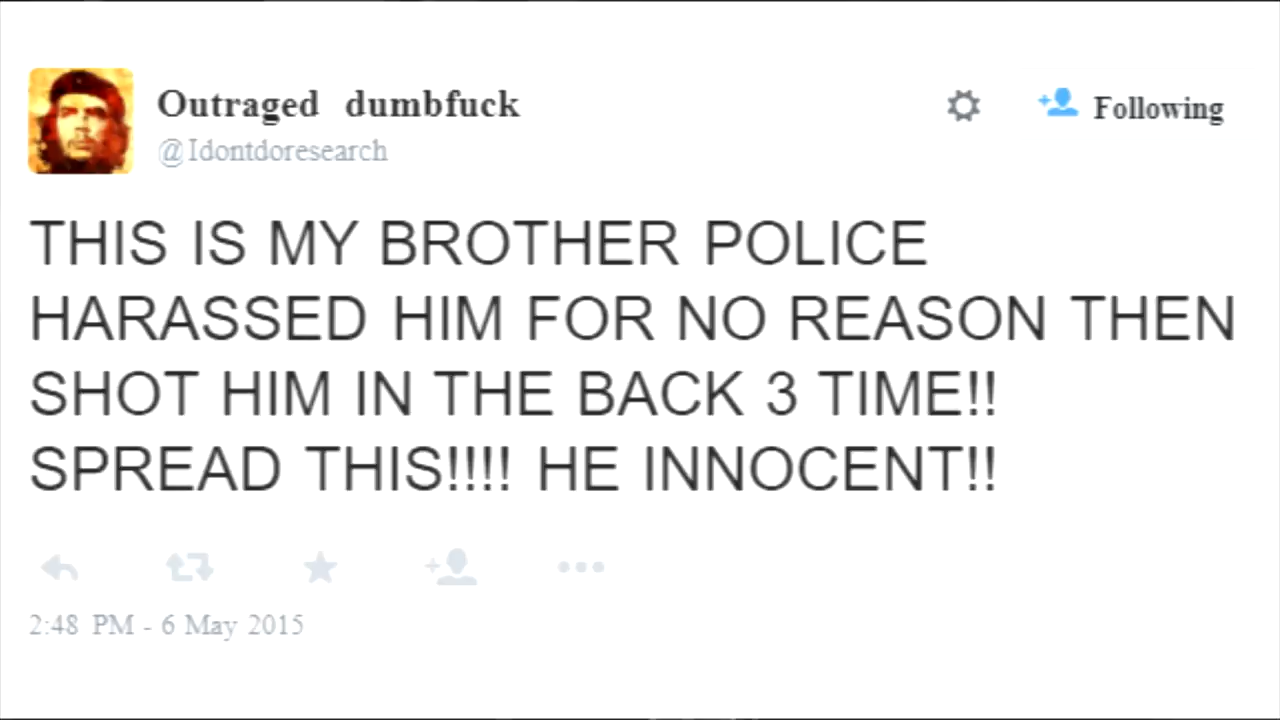 Outraged dumbfuck
@Idontdoresearch
Following
THIS IS MY BROTHER POLICE
HARASSED HIM FOR NO REASON THEN
SHOT HIM IN THE BACK 3 TIME!!
SPREAD THIS!!!! HE INNOCENT!!
2:48 PM - 6 May 2015